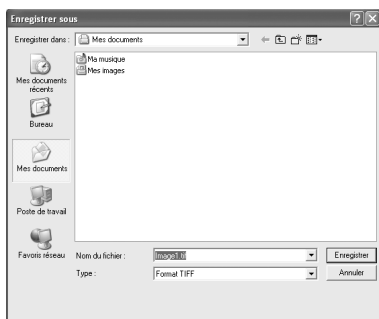 Enregistrer sous
Enregistrer dans :
Mes documents
Ma musique
Mes images
Mes documents
récents
Bureau
Mes documents
Poste de travail
Favoris réseau
Nom du fichier :
Image1.tif
Enregistrer
Type :
Format TIFF
Annuler